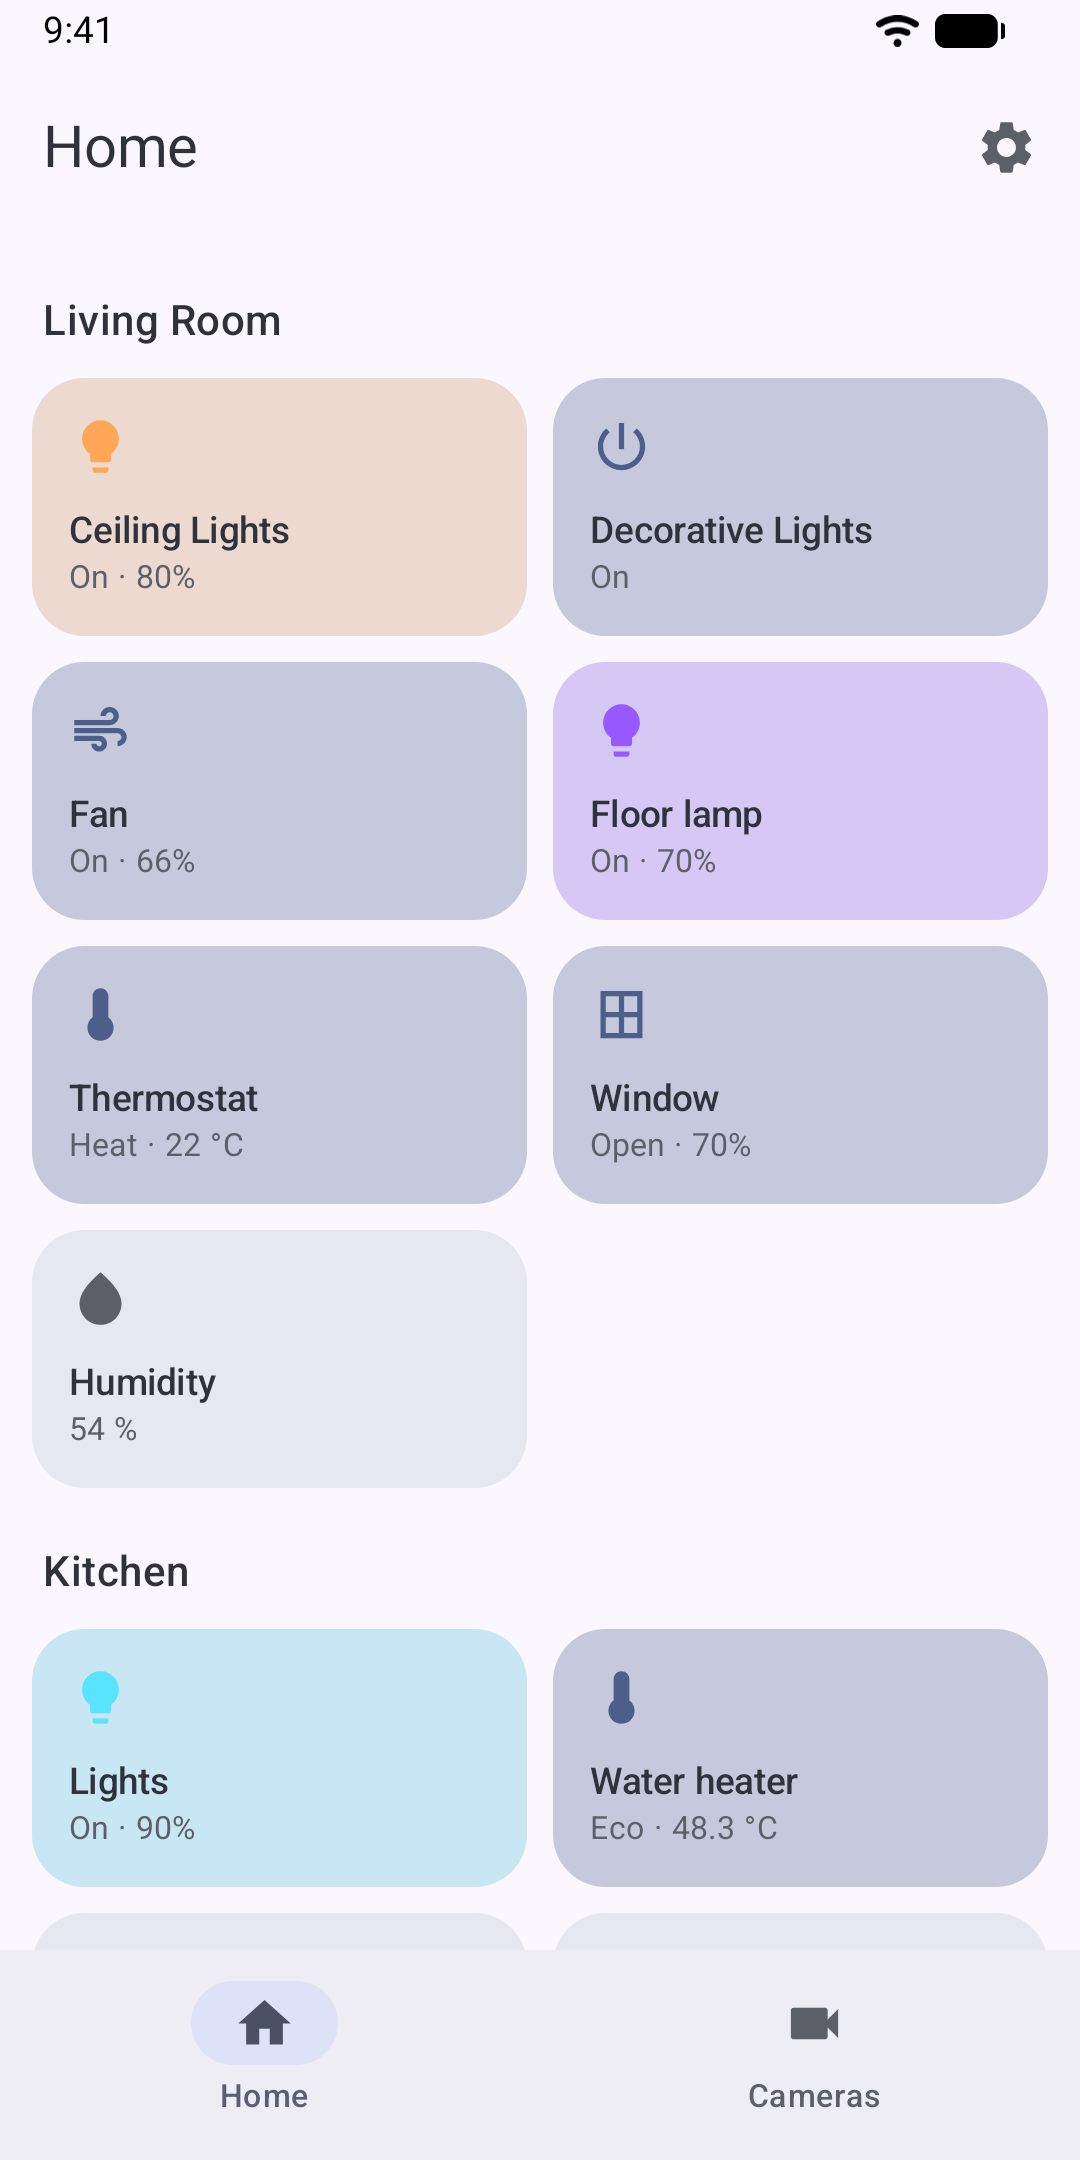 9:41
Home
Living Room
Ceiling Lights
On · 80%
Decorative Lights
On
Fan
On · 66%
Floor lamp
On · 70%
Thermostat
Heat · 22 °C
Window
Open · 70%
Humidity
54 %
Kitchen
Lights
On · 90%
Water heater
Eco · 48.3 °C
Home
Cameras